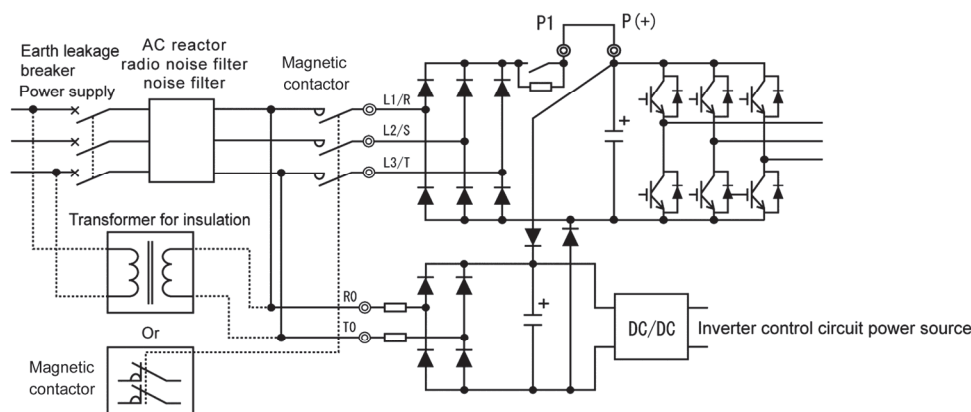 P1
P(+)
Earth leakage
breaker
Power supply
AC reactor
radio noise filter
noise filter
Magnetic
contactor
L1/R
L2/S
L3/T
+
Transformer for insulation
R0
T0
+
DC/DC
Inverter control circuit power source
Or
Magnetic
contactor